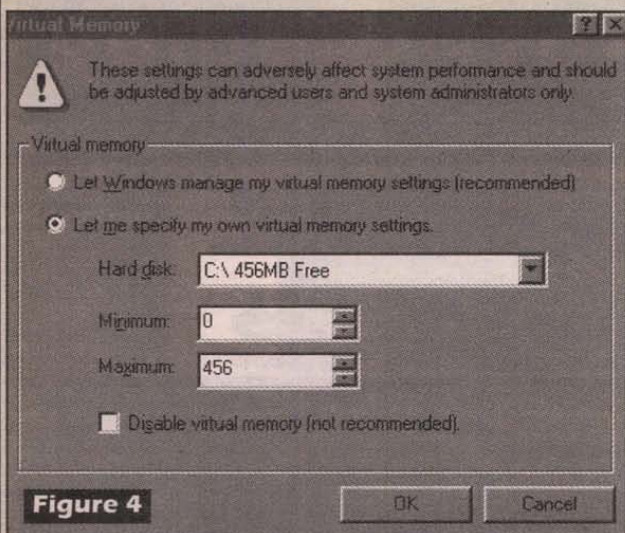 Virtual Memory
These settings can adversely affect system performance and should
be adjusted by advanced users and system administrators only.
Virtual memory
Let Windows manage my virtual memory settings (recommended)
Let me specify my own virtual memory settings.
Hard disk: C:\ 456MB Free
Minimum: 0
Maximum: 456
Disable virtual memory (not recommended).
Figure 4
OK Cancel